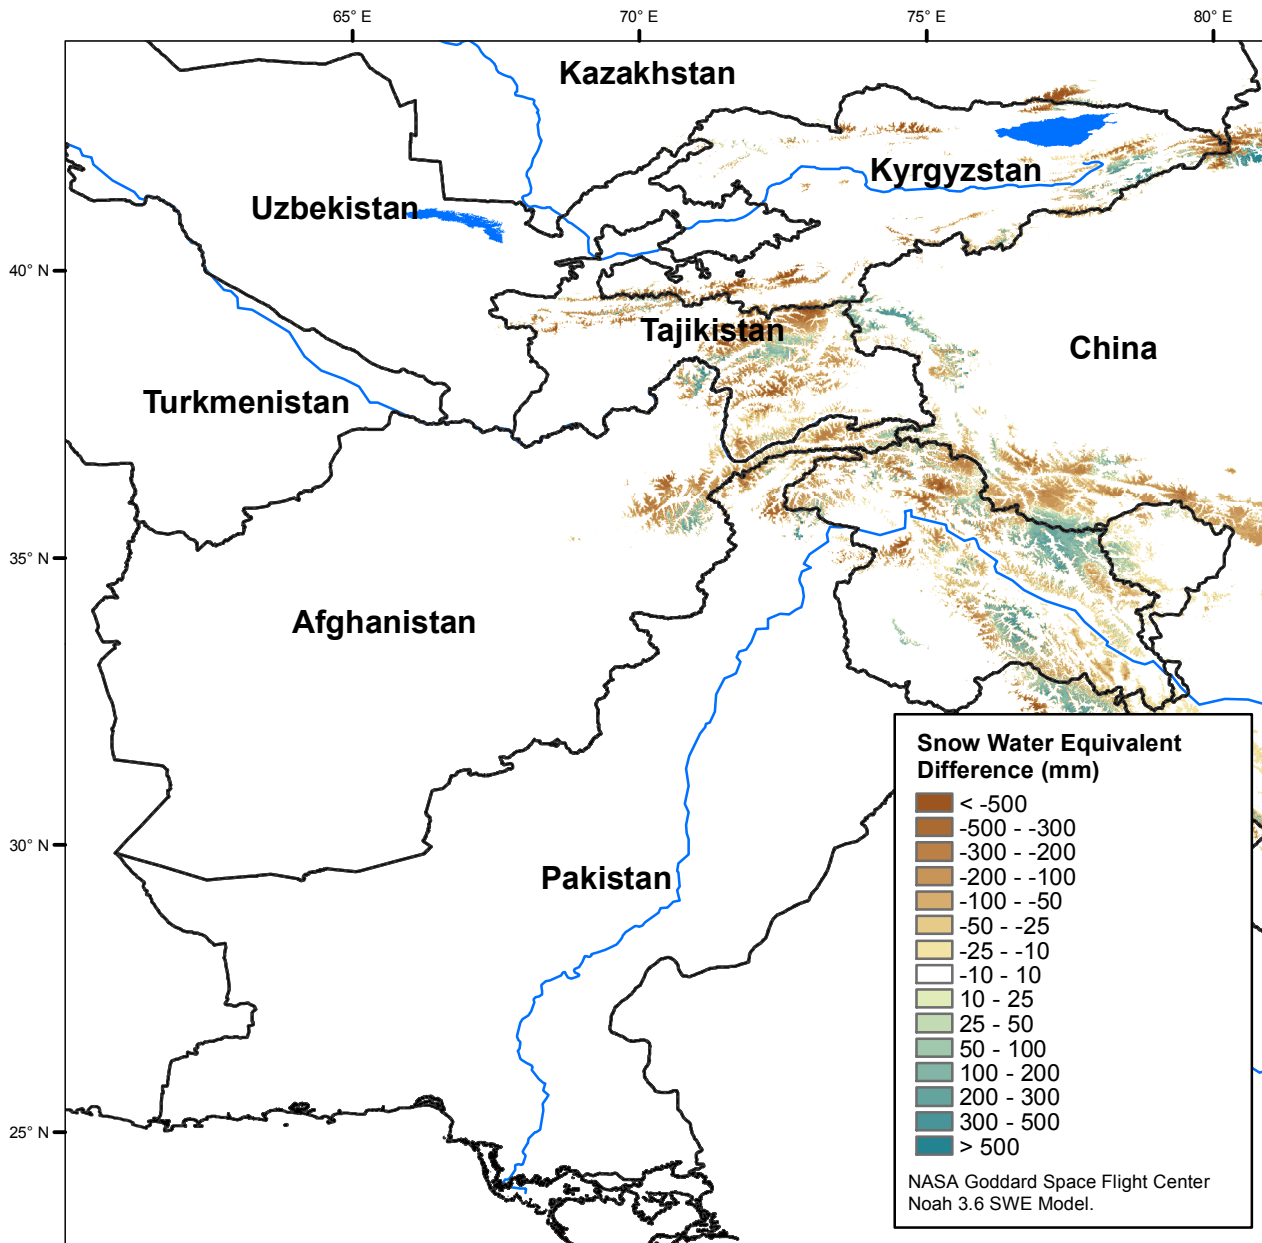 65° E
70° E
75° E
80° E
Kazakhstan
Kyrgyzstan
Uzbekistan
40° N
Tajikistan
China
Turkmenistan
35° N
Afghanistan
30° N
Pakistan
25° N
Snow Water Equivalent
Difference (mm)
< -500
-500 - -300
-300 - -200
-200 - -100
-100 - -50
-50 - -25
-25 - -10
-10 - 10
10 - 25
25 - 50
50 - 100
100 - 200
200 - 300
300 - 500
> 500
NASA Goddard Space Flight Center
Noah 3.6 SWE Model.